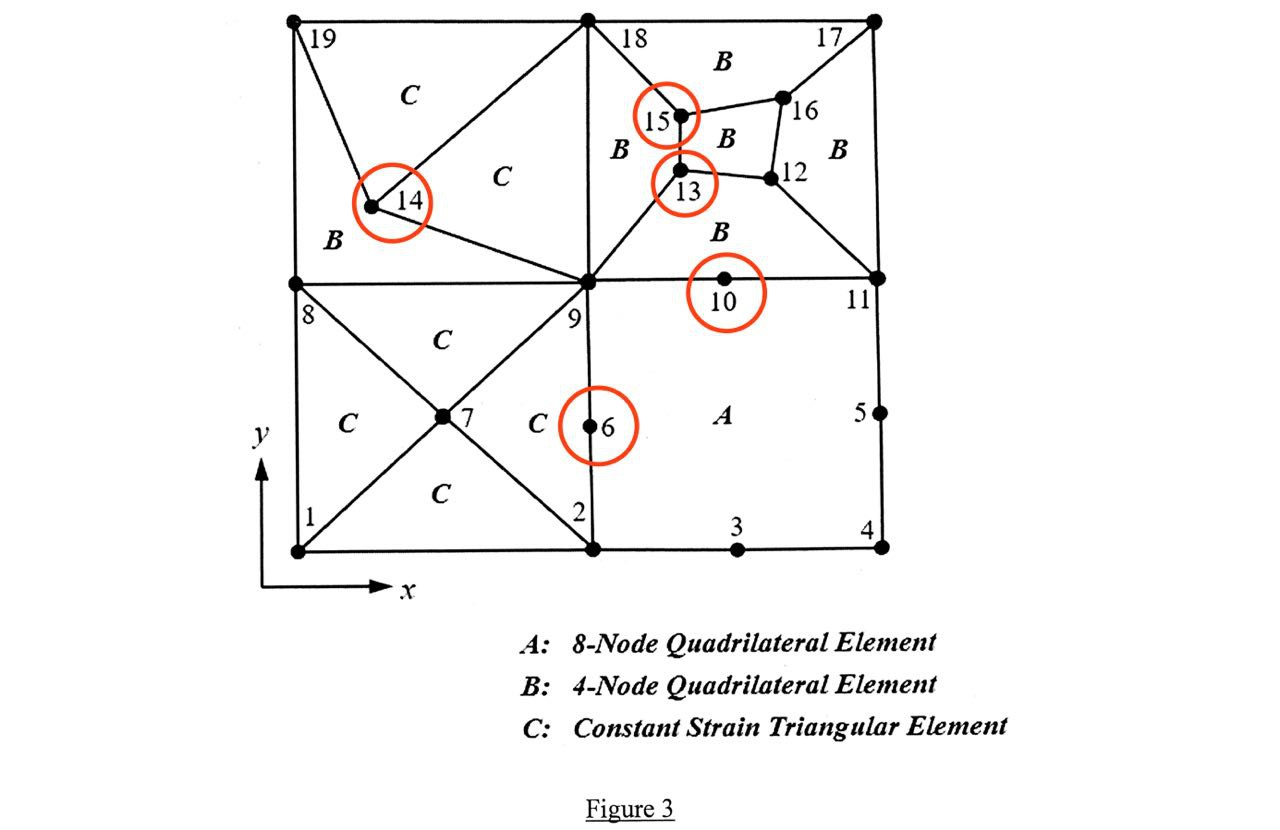 19
18
17
C
B
15
16
B
B
B
C
13
12
14
B
B
10
8
9
11
C
C
7
C
6
A
5
y
C
1
2
3
4
x
A: 8-Node Quadrilateral Element
B: 4-Node Quadrilateral Element
C: Constant Strain Triangular Element
Figure 3